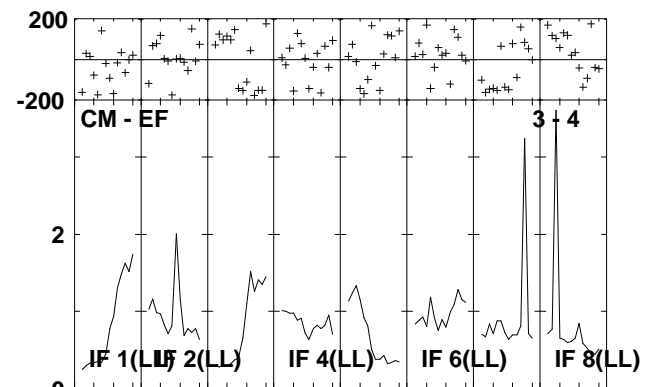 200
-200
CM - EF 3 - 4
2
IF 1(LL) IF 2(LL) IF 4(LL) IF 6(LL) IF 8(LL)
0